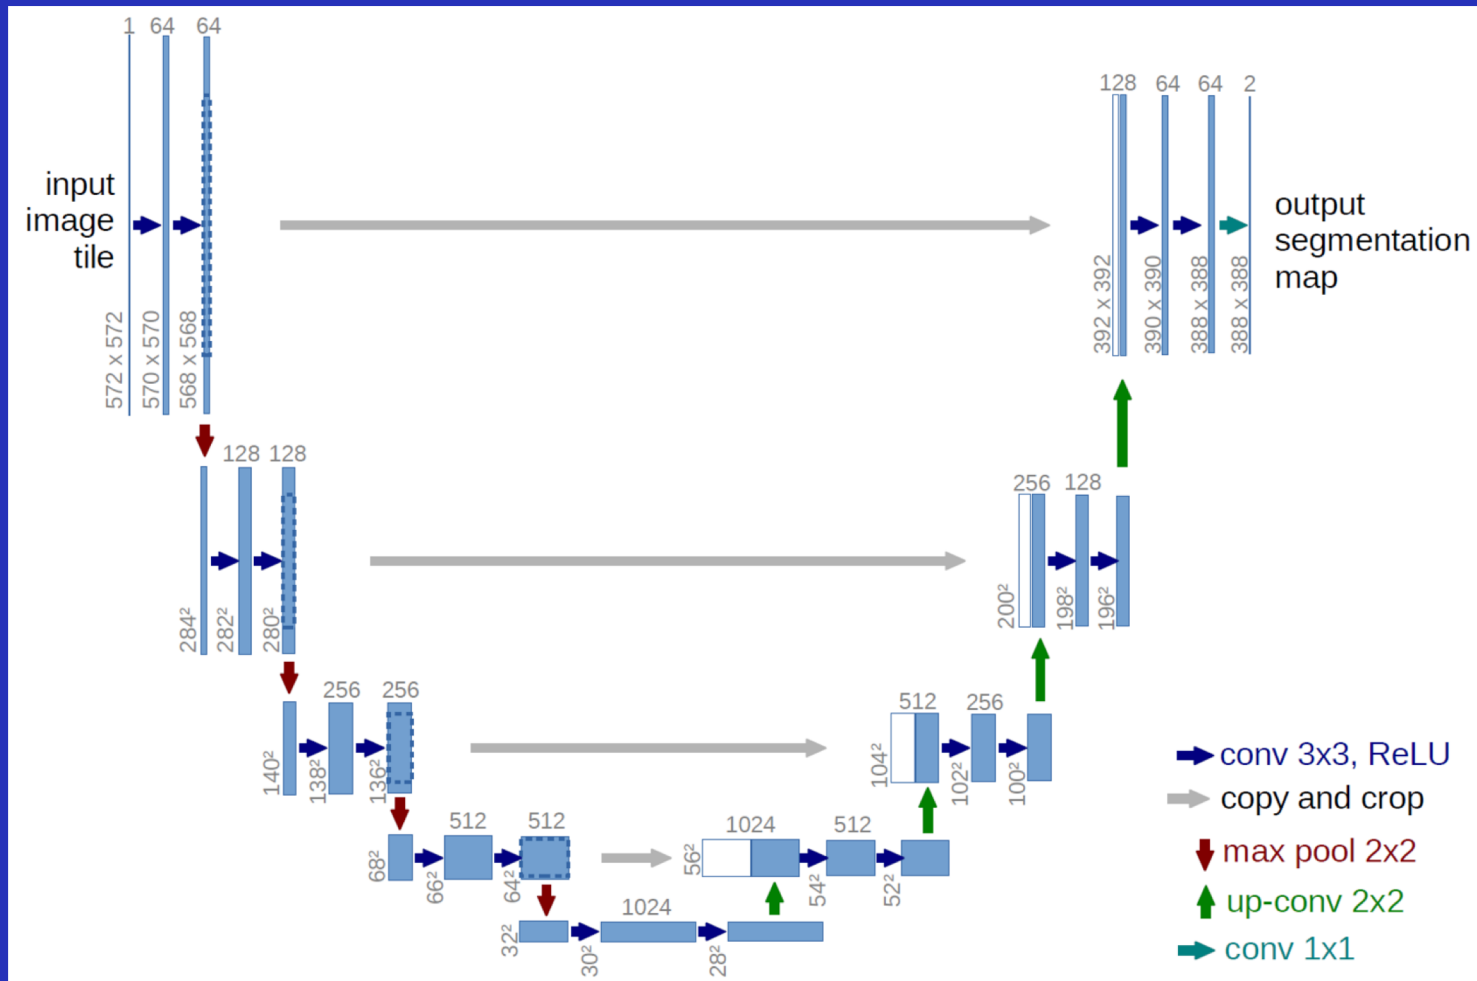 1 64 64
input
image
tile
572 x 572
570 x 570
568 x 568
128 64 64 2
output
segmentation
map
392 x 392
390 x 390
388 x 388
388 x 388
128 128
284²
282²
280²
256 128
200²
198²
196²
256 256
140²
138²
136²
512 256
104²
102²
100²
512 512
68²
66²
64²
1024 512
56²
54²
52²
1024
32²
30²
28²
conv 3x3, ReLU
copy and crop
max pool 2x2
up-conv 2x2
conv 1x1